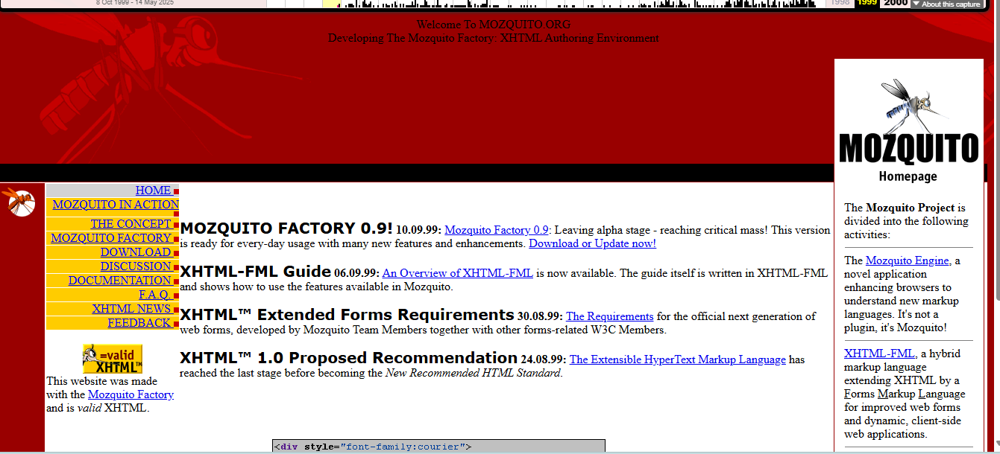 8 Oct 1999 - 14 May 2025
1998 1999 2000 About this capture
Welcome To MOZQUITO ORG
Developing The Mozquito Factory: XHTML Authoring Environment
MOZQUITO
Homepage
The Mozquito Project is
divided into the following
activities:
The Mozquito Engine, a
novel application
enhancing browsers to
understand new markup
languages. It's not a
plugin, it's Mozquito!
XHTML-FML, a hybrid
markup language
extending XHTML by a
Forms Markup Language
for improved web forms
and dynamic, client-side
web applications.
HOME
MOZQUITO IN ACTION
THE CONCEPT
MOZQUITO FACTORY
DOWNLOAD
DISCUSSION
DOCUMENTATION
F.A.Q.
XHTML NEWS
FEEDBACK
=valid
XHTML™
This website was made
with the Mozquito Factory
and is valid XHTML.
MOZQUITO FACTORY 0.9! 10.09.99: Mozquito Factory 0.9: Leaving alpha stage - reaching critical mass! This version
is ready for every-day usage with many new features and enhancements. Download or Update now!
XHTML-FML Guide 06.09.99: An Overview of XHTML-FML is now available. The guide itself is written in XHTML-FML
and shows how to use the features available in Mozquito.
XHTML™ Extended Forms Requirements 30.08.99: The Requirements for the official next generation of
web forms, developed by Mozquito Team Members together with other forms-related W3C Members.
XHTML™ 1.0 Proposed Recommendation 24.08.99: The Extensible HyperText Markup Language has
reached the last stage before becoming the New Recommended HTML Standard.
<div style="font-family:courier">